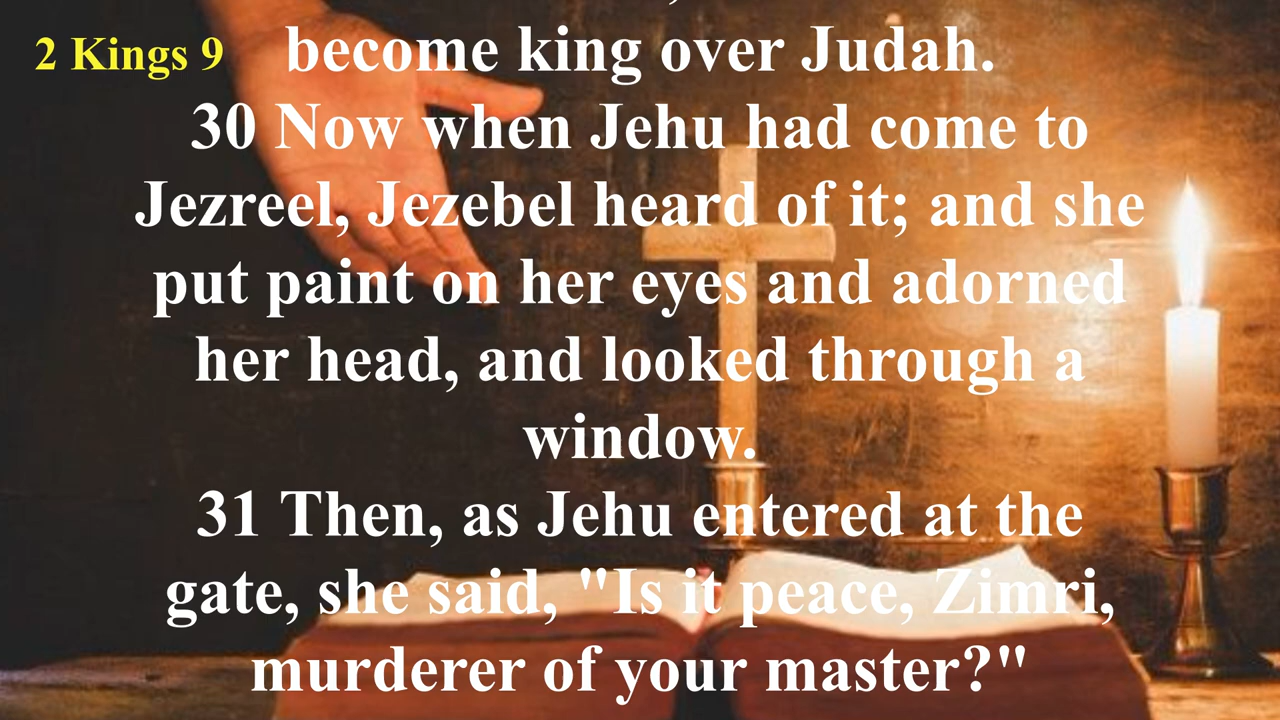 2 Kings 9
become king over Judah.
30 Now when Jehu had come to
Jezreel, Jezebel heard of it; and she
put paint on her eyes and adorned
her head, and looked through a
window.
31 Then, as Jehu entered at the
gate, she said, "Is it peace, Zimri,
murderer of your master?"